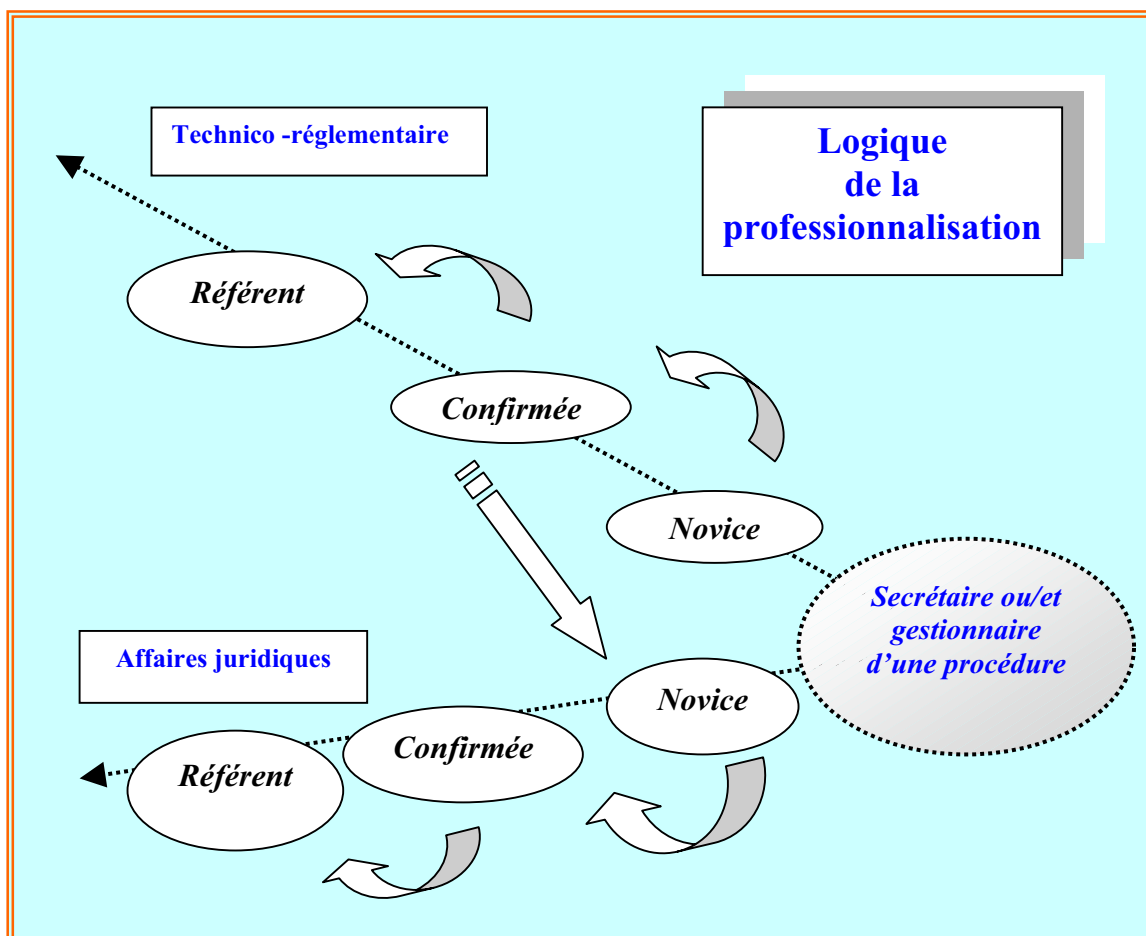 Technico -réglementaire
Logique
de la
professionnalisation
Référent
Confirmée
Novice
Secrétaire ou/et
gestionnaire
d’une procédure
Affaires juridiques
Novice
Confirmée
Référent